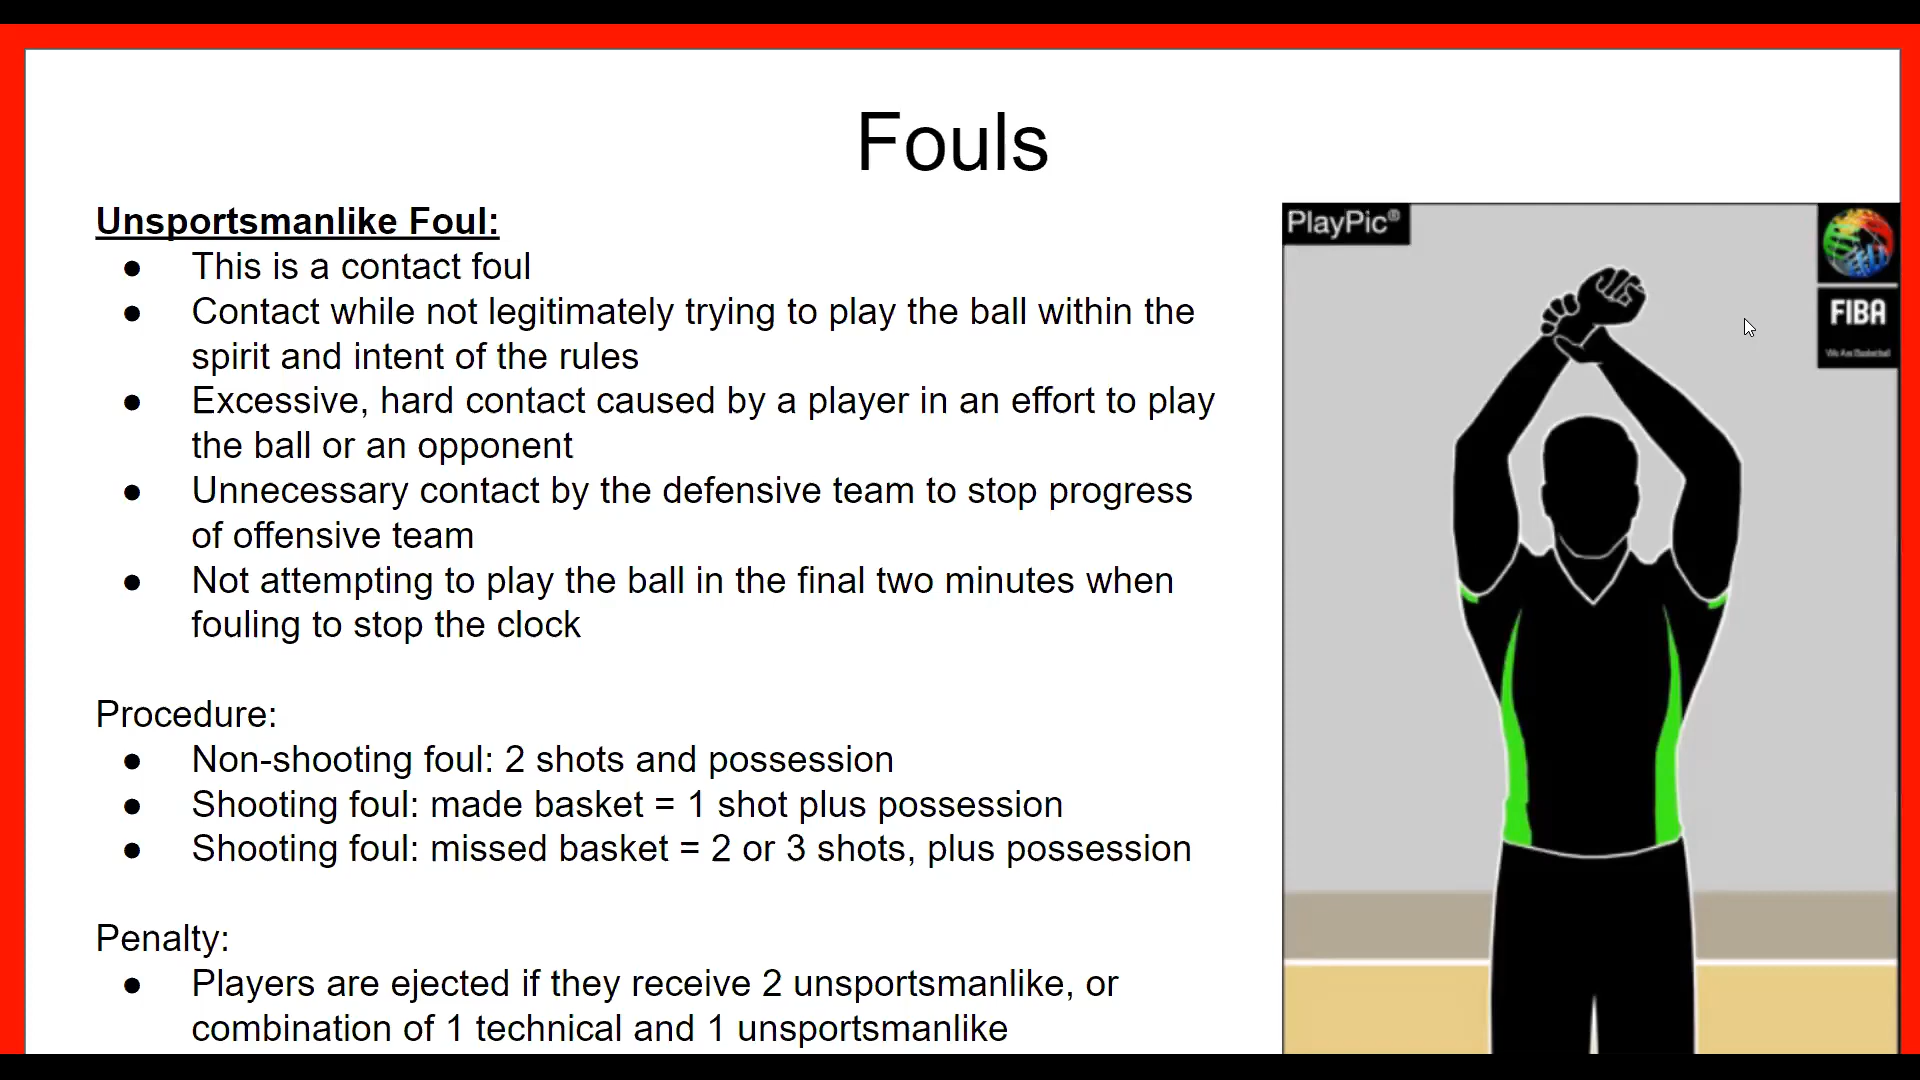 Fouls
Unsportsmanlike Foul:
● This is a contact foul
● Contact while not legitimately trying to play the ball within the
spirit and intent of the rules
● Excessive, hard contact caused by a player in an effort to play
the ball or an opponent
● Unnecessary contact by the defensive team to stop progress
of offensive team
● Not attempting to play the ball in the final two minutes when
fouling to stop the clock
Procedure:
● Non-shooting foul: 2 shots and possession
● Shooting foul: made basket = 1 shot plus possession
● Shooting foul: missed basket = 2 or 3 shots, plus possession
Penalty:
● Players are ejected if they receive 2 unsportsmanlike, or
combination of 1 technical and 1 unsportsmanlike
PlayPic®
FIBA
We Are Basketball